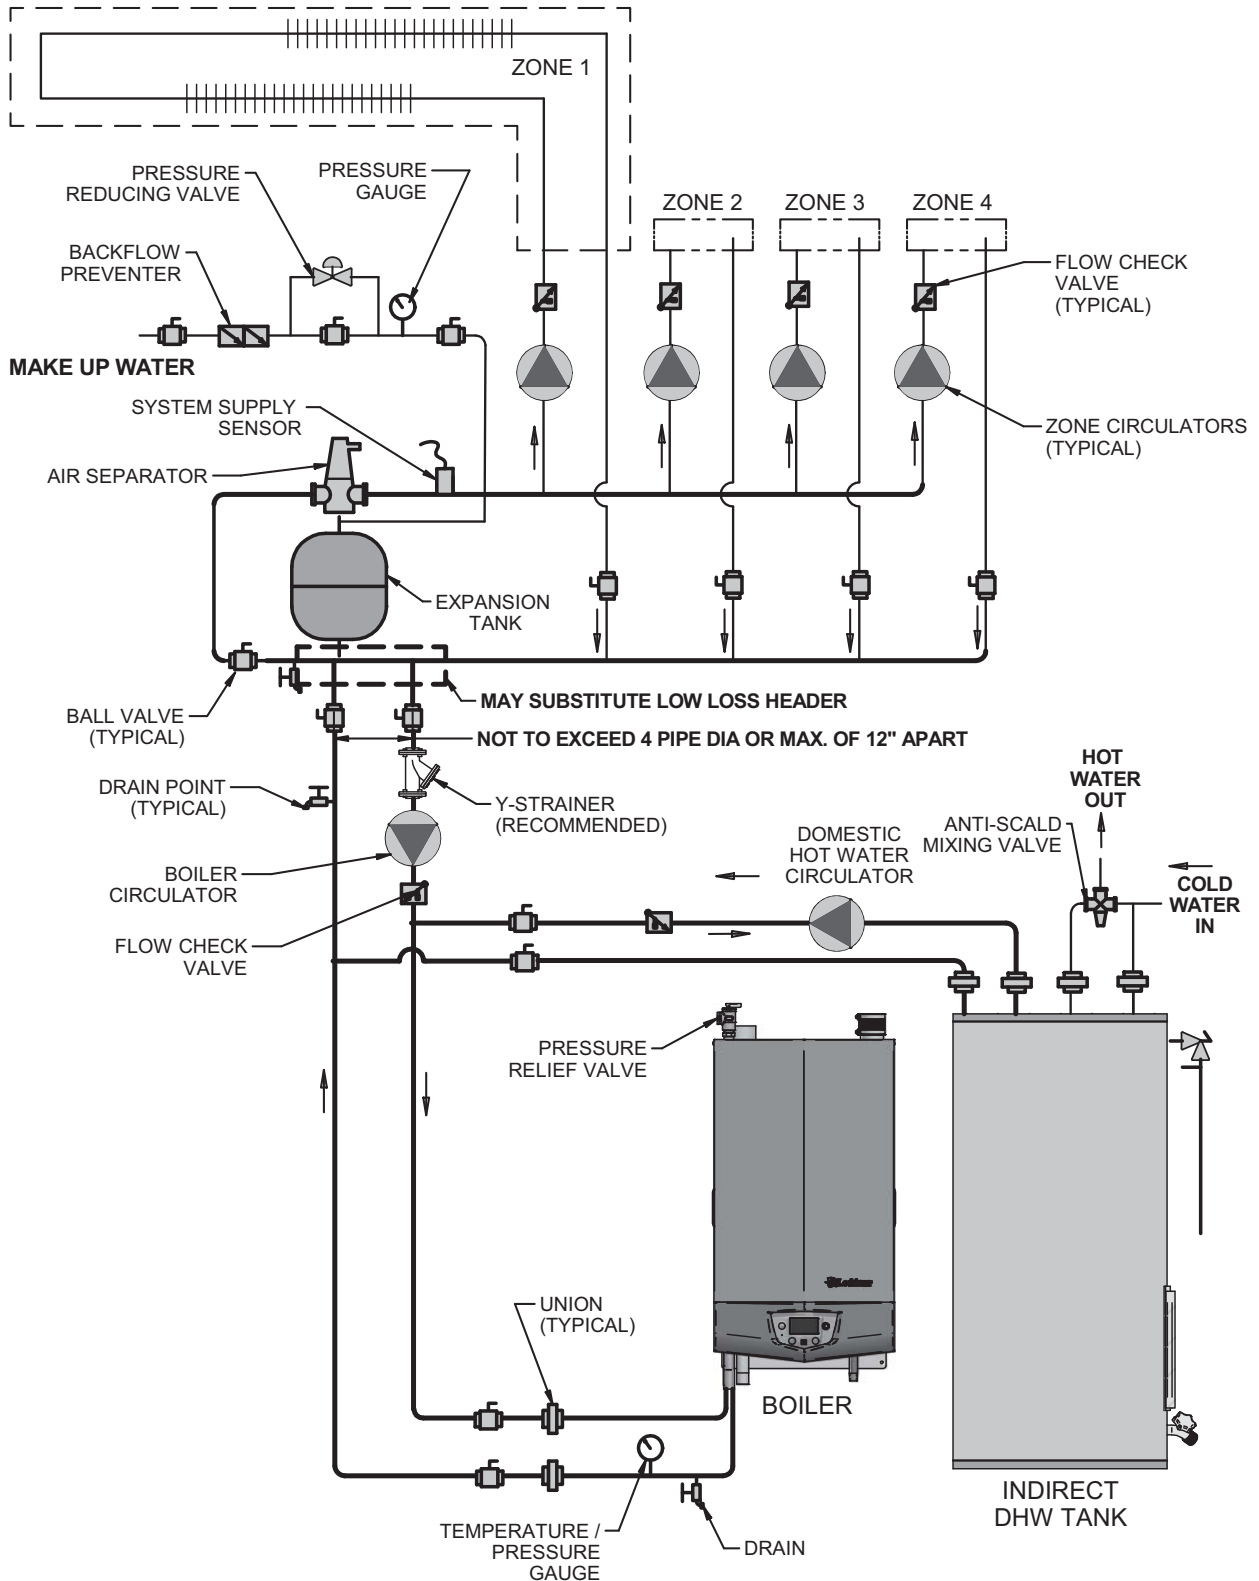 ZONE 1
PRESSURE
REDUCING VALVE
PRESSURE
GAUGE
ZONE 2
ZONE 3
ZONE 4
BACKFLOW
PREVENTER
FLOW CHECK
VALVE
(TYPICAL)
MAKE UP WATER
SYSTEM SUPPLY
SENSOR
ZONE CIRCULATORS
(TYPICAL)
AIR SEPARATOR
EXPANSION
TANK
MAY SUBSTITUTE LOW LOSS HEADER
BALL VALVE
(TYPICAL)
NOT TO EXCEED 4 PIPE DIA OR MAX. OF 12" APART
DRAIN POINT
(TYPICAL)
Y-STRAINER
(RECOMMENDED)
HOT
WATER
OUT
ANTI-SCALD
MIXING VALVE
DOMESTIC
HOT WATER
CIRCULATOR
BOILER
CIRCULATOR
COLD
WATER
IN
FLOW CHECK
VALVE
PRESSURE
RELIEF VALVE
Lochinvar
UNION
(TYPICAL)
BOILER
INDIRECT
DHW TANK
TEMPERATURE /
PRESSURE
GAUGE
DRAIN